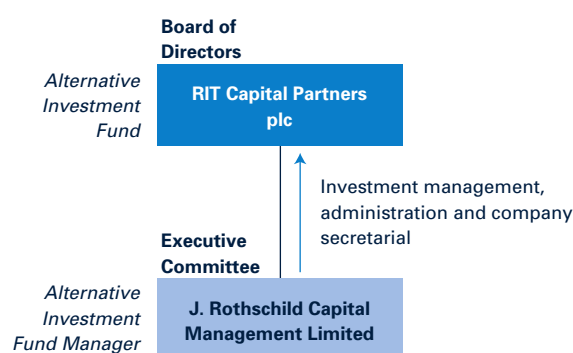 Board of
Directors
Alternative
Investment
Fund
RIT Capital Partners
plc
Investment management,
administration and company
secretarial
Executive
Committee
Alternative
Investment
Fund Manager
J. Rothschild Capital
Management Limited